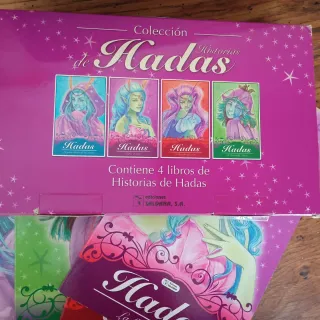 Colección
Historias
de Hadas
Hadas
Hadas
Hadas
Hadas
Contiene 4 libros de
Historias de Hadas
Hadas